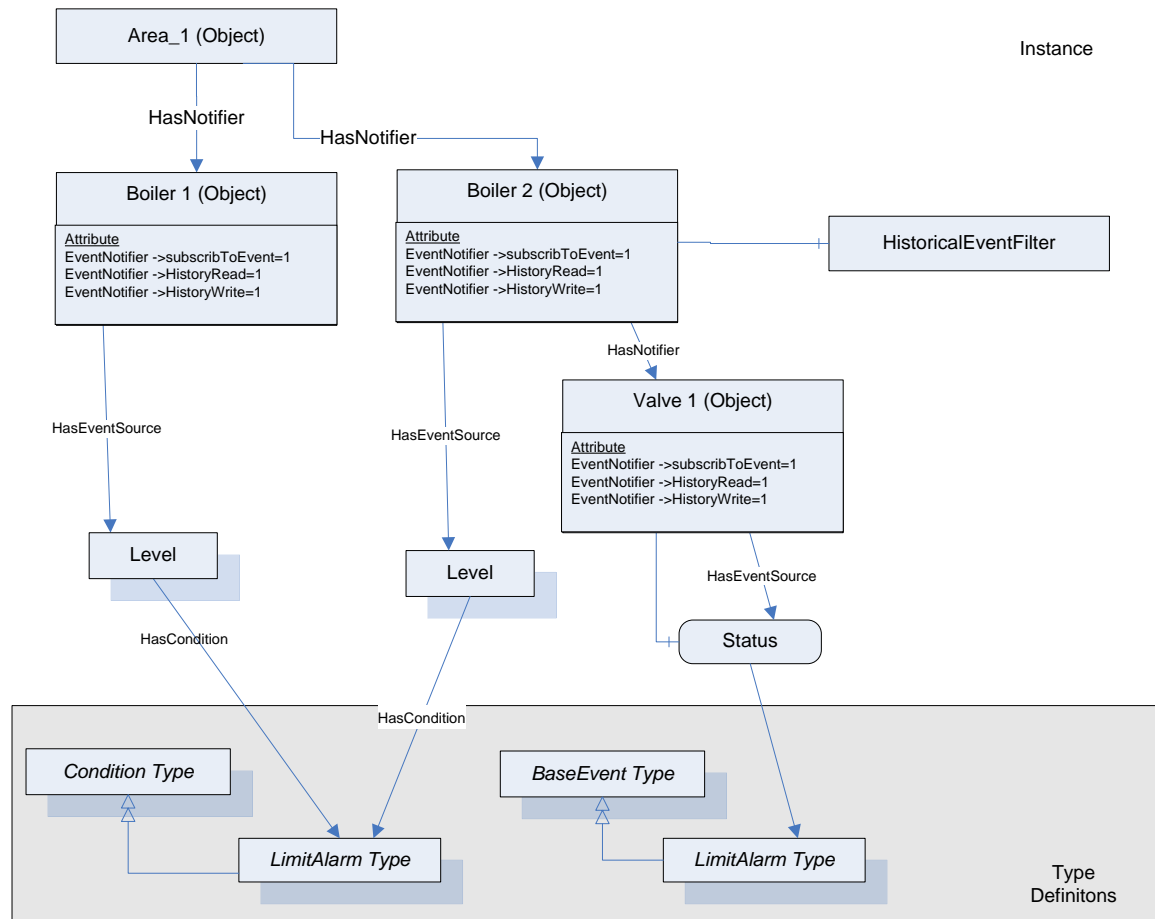 Area_1 (Object)
Instance
HasNotifier
HasNotifier
Boiler 1 (Object)
Attribute
EventNotifier ->subscribToEvent=1
EventNotifier ->HistoryRead=1
EventNotifier ->HistoryWrite=1
Boiler 2 (Object)
Attribute
EventNotifier ->subscribToEvent=1
EventNotifier ->HistoryRead=1
EventNotifier ->HistoryWrite=1
HistoricalEventFilter
HasNotifier
Valve 1 (Object)
Attribute
EventNotifier ->subscribToEvent=1
EventNotifier ->HistoryRead=1
EventNotifier ->HistoryWrite=1
HasEventSource
HasEventSource
Level
Level
HasEventSource
Status
HasCondition
HasCondition
Condition Type
BaseEvent Type
LimitAlarm Type
LimitAlarm Type
Type
Definitons